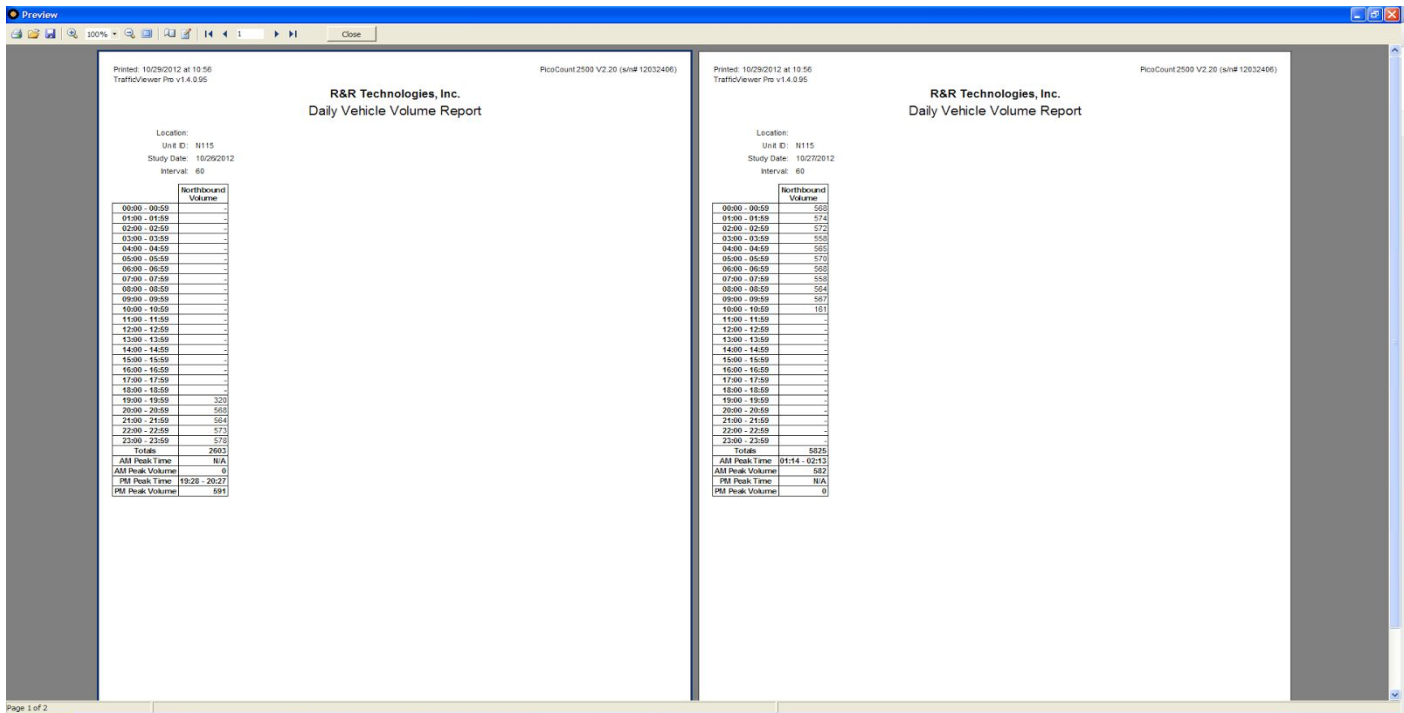 Preview
100%
1
Close
Printed: 10/29/2012 at 10:56
PicoCount 2500 V2.20 (s/n# 12032406)
TrafficViewer Pro v1.4.0.95
R&R Technologies, Inc.
Daily Vehicle Volume Report
Location:
Unit ID: N115
Study Date: 10/26/2012
Interval: 60
Northbound
Volume
00:00 - 00:59 -
01:00 - 01:59 -
02:00 - 02:59 -
03:00 - 03:59 -
04:00 - 04:59 -
05:00 - 05:59 -
06:00 - 06:59 -
07:00 - 07:59 -
08:00 - 08:59 -
09:00 - 09:59 -
10:00 - 10:59 -
11:00 - 11:59 -
12:00 - 12:59 -
13:00 - 13:59 -
14:00 - 14:59 -
15:00 - 15:59 -
16:00 - 16:59 -
17:00 - 17:59 -
18:00 - 18:59 -
19:00 - 19:59 320
20:00 - 20:59 568
21:00 - 21:59 564
22:00 - 22:59 573
23:00 - 23:59 578
Totals 2603
AM Peak Time N/A
AM Peak Volume 0
PM Peak Time 19:28 - 20:27
PM Peak Volume 591
Printed: 10/29/2012 at 10:56
PicoCount 2500 V2.20 (s/n# 12032406)
TrafficViewer Pro v1.4.0.95
R&R Technologies, Inc.
Daily Vehicle Volume Report
Location:
Unit ID: N115
Study Date: 10/27/2012
Interval: 60
Northbound
Volume
00:00 - 00:59 568
01:00 - 01:59 574
02:00 - 02:59 572
03:00 - 03:59 558
04:00 - 04:59 565
05:00 - 05:59 570
06:00 - 06:59 568
07:00 - 07:59 558
08:00 - 08:59 564
09:00 - 09:59 567
10:00 - 10:59 161
11:00 - 11:59 -
12:00 - 12:59 -
13:00 - 13:59 -
14:00 - 14:59 -
15:00 - 15:59 -
16:00 - 16:59 -
17:00 - 17:59 -
18:00 - 18:59 -
19:00 - 19:59 -
20:00 - 20:59 -
21:00 - 21:59 -
22:00 - 22:59 -
23:00 - 23:59 -
Totals 5825
AM Peak Time 01:14 - 02:13
AM Peak Volume 582
PM Peak Time N/A
PM Peak Volume 0
Page 1 of 2